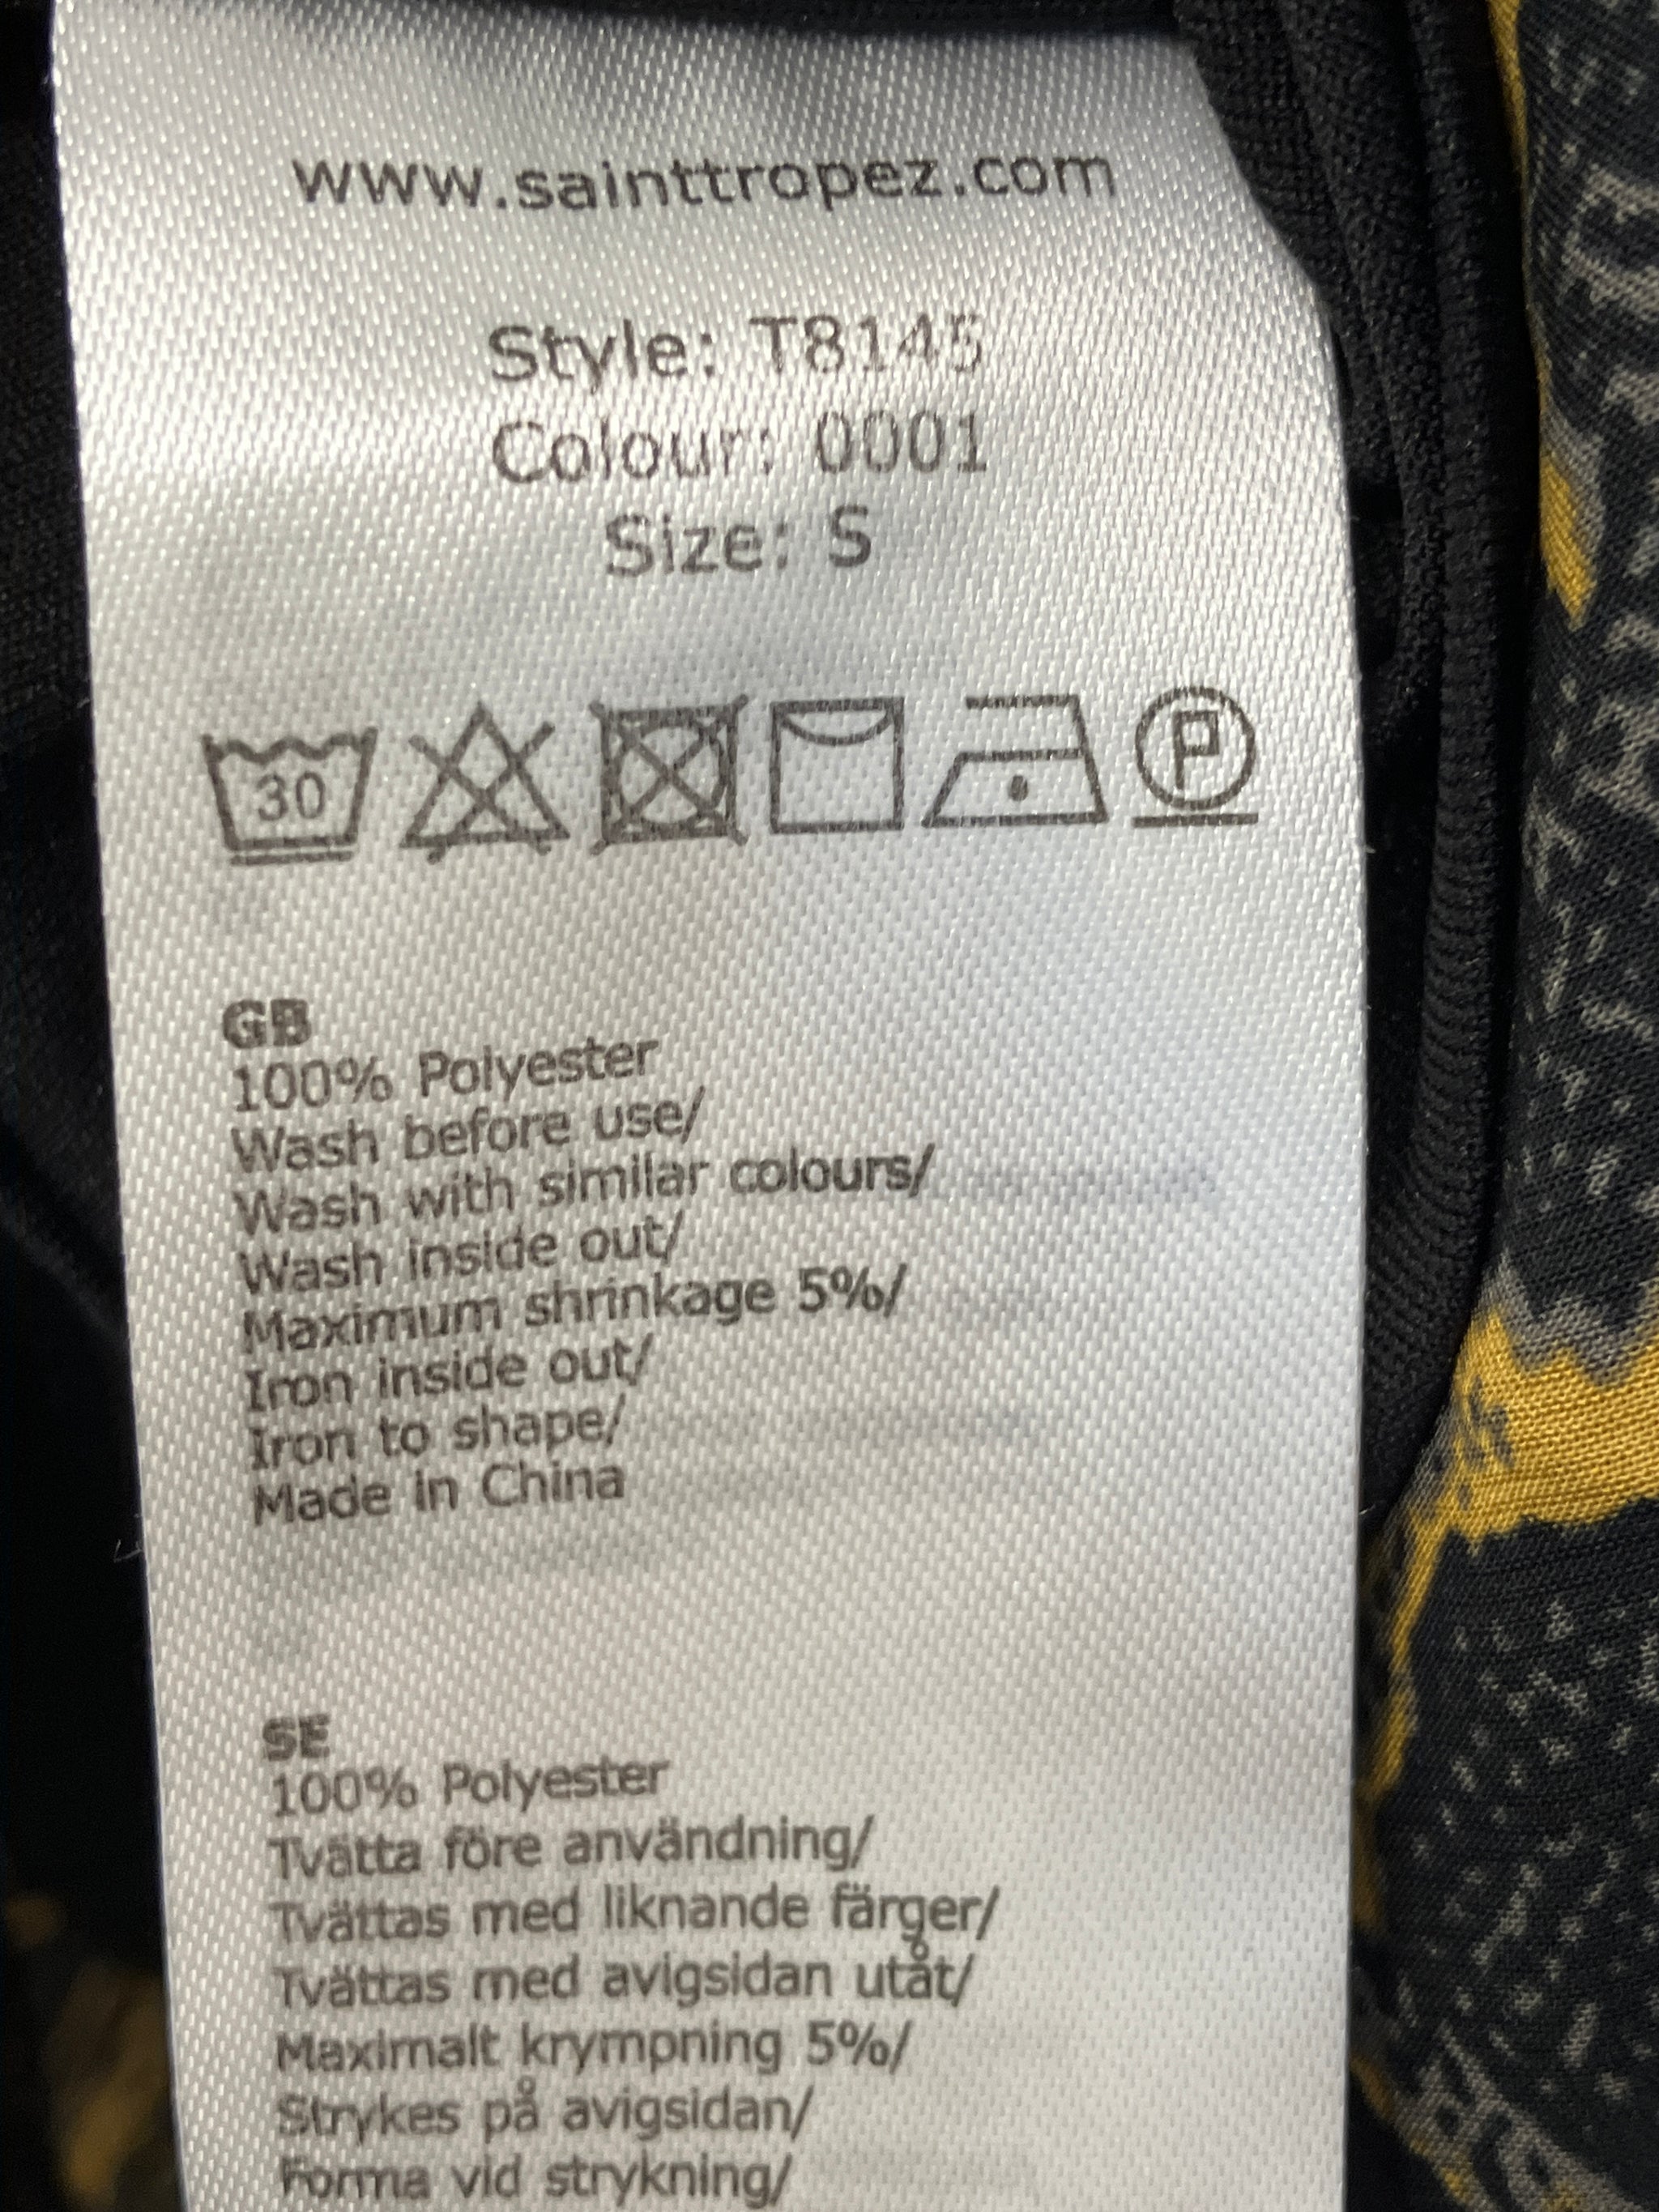 www.sainttropez.com
Style: T8145
Colour: 0001
Size: S
30
P
GB
100% Polyester
Wash before use/
Wash with similar colours/
Wash inside out/
Maximum shrinkage 5%/
Iron inside out/
Iron to shape/
Made in China
SE
100% Polyester
Tvätta före användning/
Tvättas med liknande färger/
Tvättas med avigsidan utåt/
Maximalt krympning 5%/
Strykes på avigsidan/
Forma vid strykning/